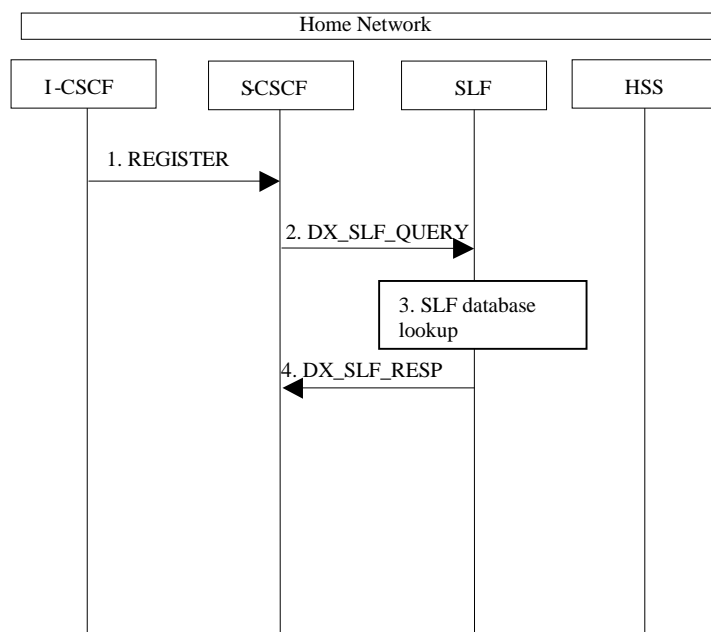 Home Network
I-CSCF
S-CSCF
SLF
HSS
1. REGISTER
2. DX_SLF_QUERY
3. SLF database
lookup
4. DX_SLF_RESP